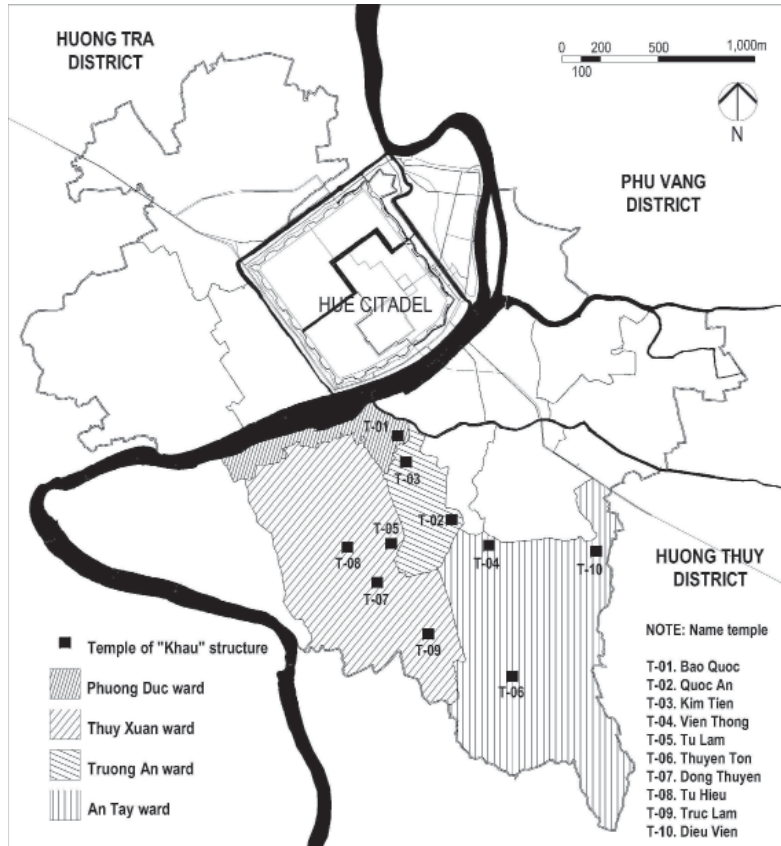 HUONG TRA
DISTRICT
0 200 500 1,000m
100
N
PHU VANG
DISTRICT
HUE CITADEL
T-01
T-03
T-02
T-05
T-08
T-04
T-10
T-07
T-09
T-06
HUONG THUY
DISTRICT
Temple of "Khau" structure
Phuong Duc ward
Thuy Xuan ward
Truong An ward
An Tay ward
NOTE: Name temple
T-01. Bao Quoc
T-02. Quoc An
T-03. Kim Tien
T-04. Vien Thong
T-05. Tu Lam
T-06. Thuyen Ton
T-07. Dong Thuyen
T-08. Tu Hieu
T-09. Truc Lam
T-10. Dieu Vien